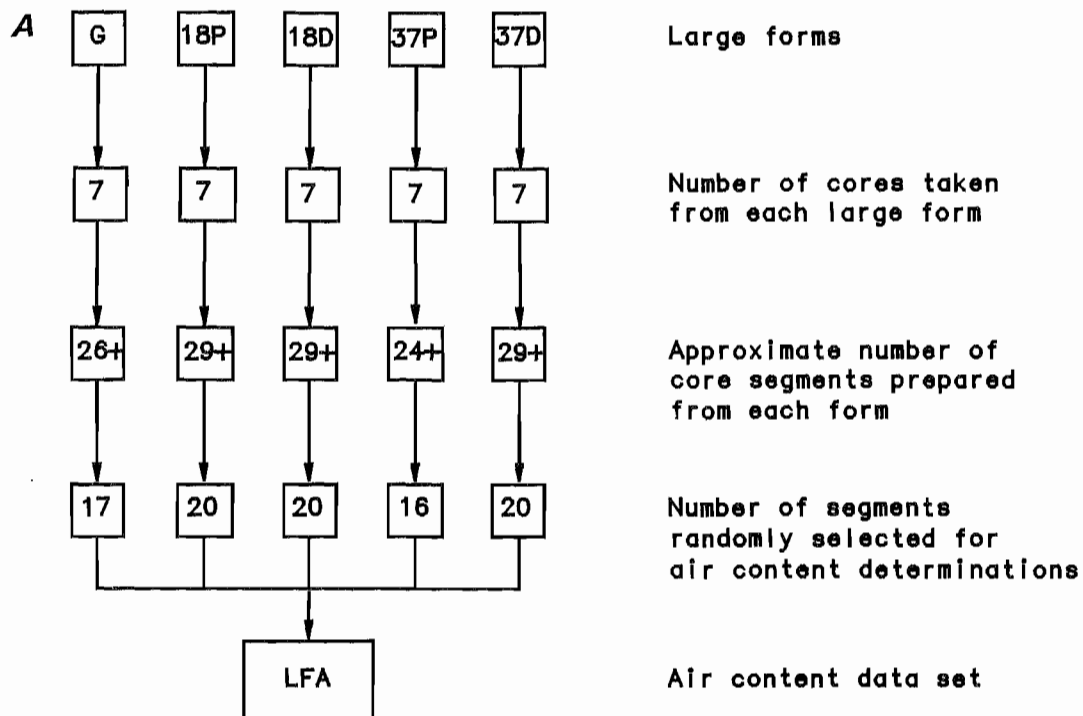 A
G 18P 18D 37P 37D Large forms
7 7 7 7 7 Number of cores taken
from each large form
26+ 29+ 29+ 24+ 29+ Approximate number of
core segments prepared
from each form
17 20 20 16 20 Number of segments
randomly selected for
air content determinations
LFA Air content data set